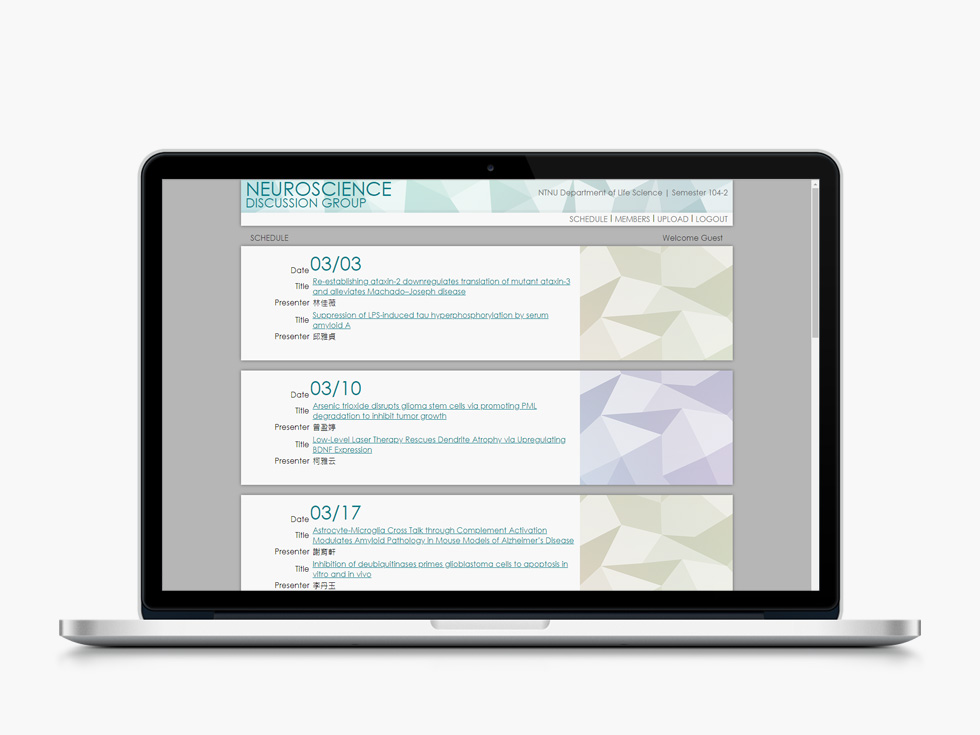 NEUROSCIENCE
DISCUSSION GROUP
NTNU Department of Life Science | Semester 104-2
SCHEDULE | MEMBERS | UPLOAD | LOGOUT
SCHEDULE
Welcome Guest
Date 03/03
Title Re-establishing ataxin-2 downregulates translation of mutant ataxin-3
and alleviates Machado–Joseph disease
Presenter 林佳薇
Title Suppression of LPS-induced tau hyperphosphorylation by serum
amyloid A
Presenter 邱雅貞
Date 03/10
Title Arsenic trioxide disrupts glioma stem cells via promoting PML
degradation to inhibit tumor growth
Presenter 曾盈婷
Title Low-Level Laser Therapy Rescues Dendrite Atrophy via Upregulating
BDNF Expression
Presenter 柯雅云
Date 03/17
Title Astrocyte-Microglia Cross Talk through Complement Activation
Modulates Amyloid Pathology in Mouse Models of Alzheimer's Disease
Presenter 謝育軒
Title Inhibition of deubiquitinases primes glioblastoma cells to apoptosis in
vitro and in vivo
Presenter 李丹玉